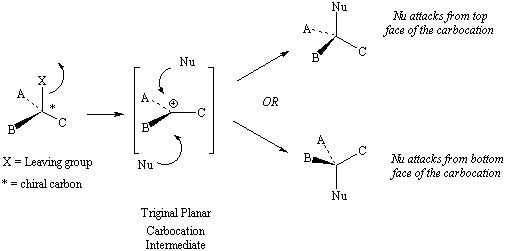 Nu
Nu attacks from top
face of the carbocation
A
B
C
X
A
*
B
C
Nu
A
⊕
B
C
Nu
OR
X = Leaving group
* = chiral carbon
A
B
C
Nu
Nu attacks from bottom
face of the carbocation
Triginal Planar
Carbocation
Intermediate